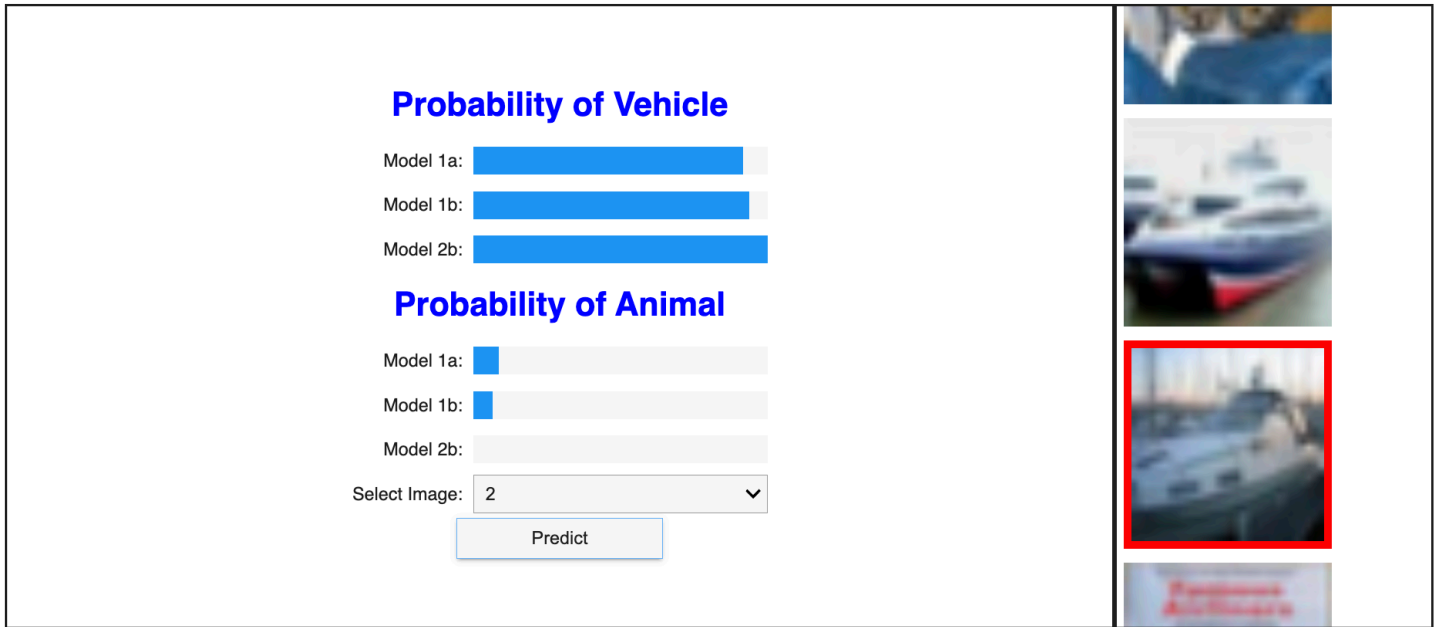 Probability of Vehicle
Model 1a:
Model 1b:
Model 2b:
Probability of Animal
Model 1a:
Model 1b:
Model 2b:
Select Image: 2
Predict